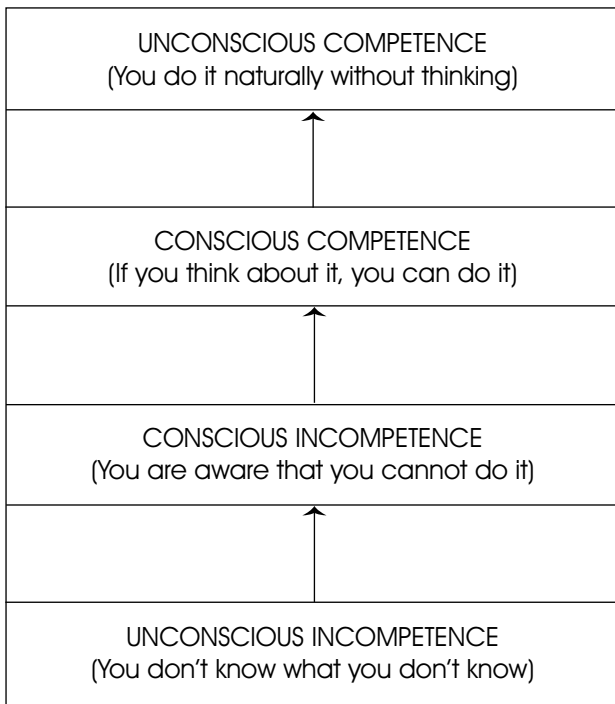 UNCONSCIOUS COMPETENCE
(You do it naturally without thinking)
CONSCIOUS COMPETENCE
(If you think about it, you can do it)
CONSCIOUS INCOMPETENCE
(You are aware that you cannot do it)
UNCONSCIOUS INCOMPETENCE
(You don't know what you don't know)